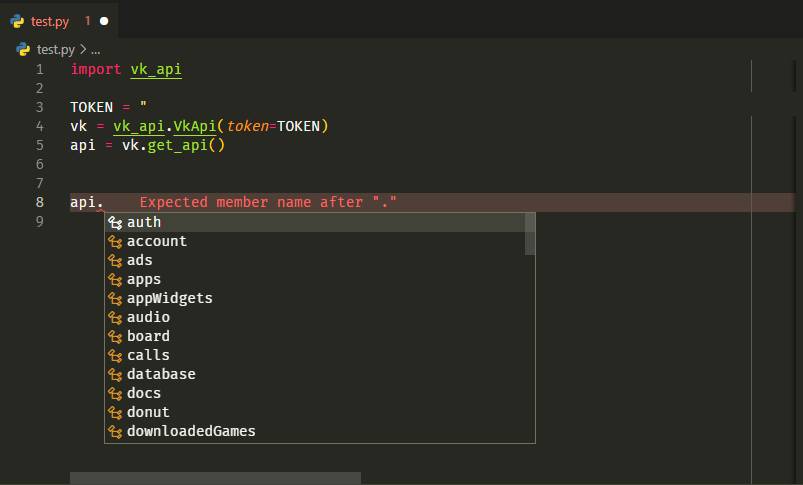 test.py 1
test.py > ...
1 import vk_api
2
3 TOKEN = "
4 vk = vk_api.VkApi(token=TOKEN)
5 api = vk.get_api()
6
7
8 api. Expected member name after "."
9
auth
account
ads
apps
appWidgets
audio
board
calls
database
docs
donut
downloadedGames